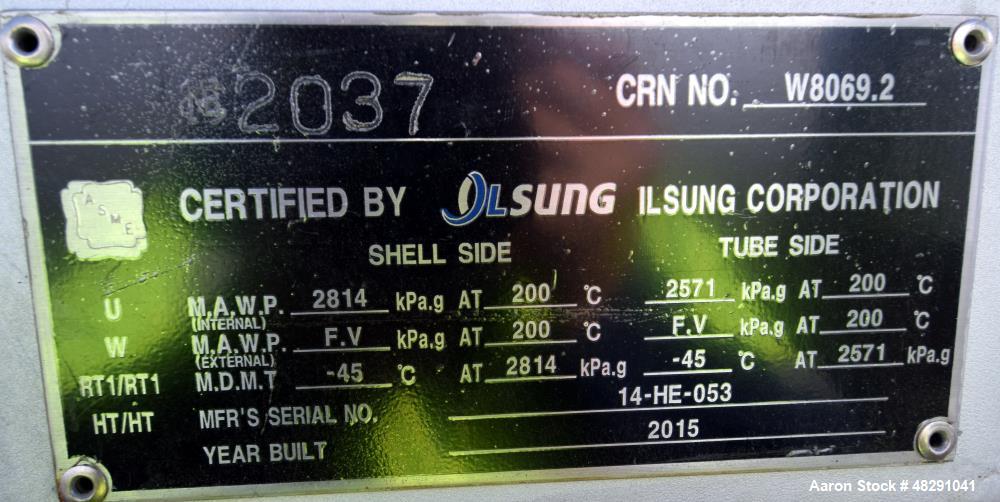 2037 CRN NO. W8069.2
ASME
CERTIFIED BY ILSUNG ILSUNG CORPORATION
SHELL SIDE TUBE SIDE
U M.A.W.P. 2814 kPa.g AT 200 ℃ 2571 kPa.g AT 200 ℃
(INTERNAL)
W M.A.W.P. F.V kPa.g AT 200 ℃ F.V kPa.g AT 200 ℃
(EXTERNAL)
RT1/RT1 M.D.M.T -45 ℃ AT 2814 kPa.g -45 ℃ AT 2571 kPa.g
HT/HT MFR'S SERIAL NO. 14-HE-053
YEAR BUILT 2015
Aaron Stock # 48291041